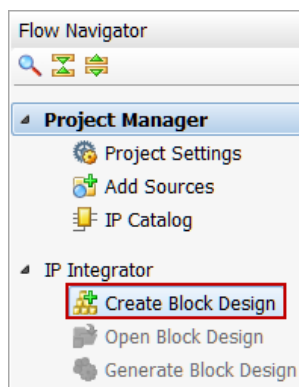 Flow Navigator
Project Manager
Project Settings
Add Sources
IP Catalog
IP Integrator
Create Block Design
Open Block Design
Generate Block Design